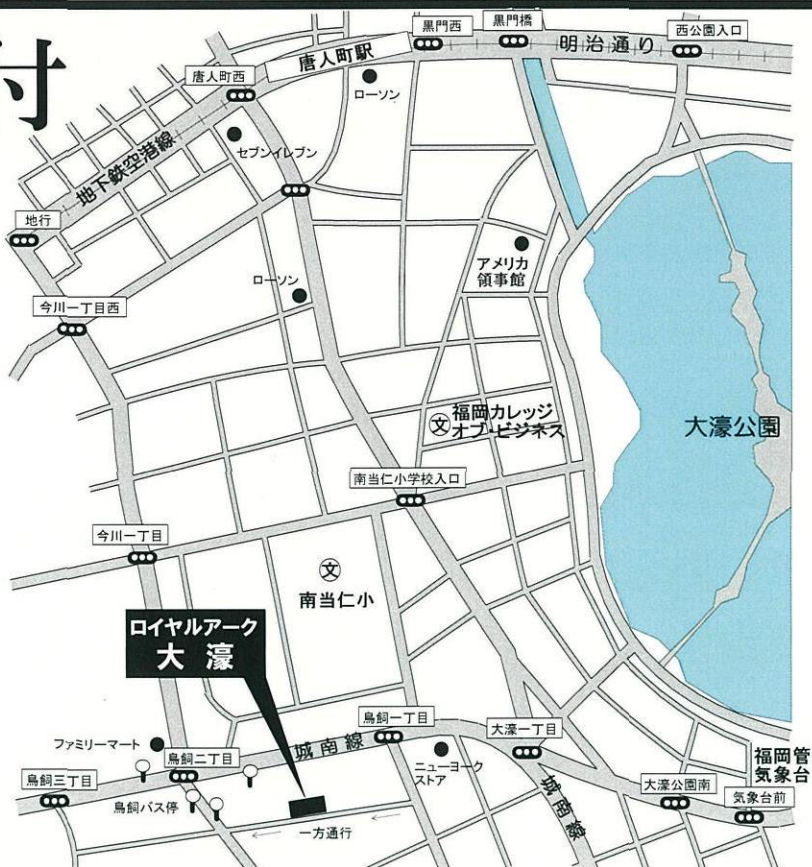 付
黒門西
黒門橋
西公園入口
明治通り
唐人町駅
唐人町西
ローソン
セブンイレブン
地下鉄空港線
地行
アメリカ
領事館
ローソン
今川一丁目西
福岡カレッジ
オブ・ビジネス
文
大濠公園
南当仁小学校入口
今川一丁目
文
南当仁小
ロイヤルアーク
大濠
ファミリーマート
鳥飼一丁目
大濠一丁目
城南線
鳥飼二丁目
ニューヨーク
ストア
福岡管
気象台
鳥飼三丁目
城南線
大濠公園南
気象台前
鳥飼バス停
一方通行